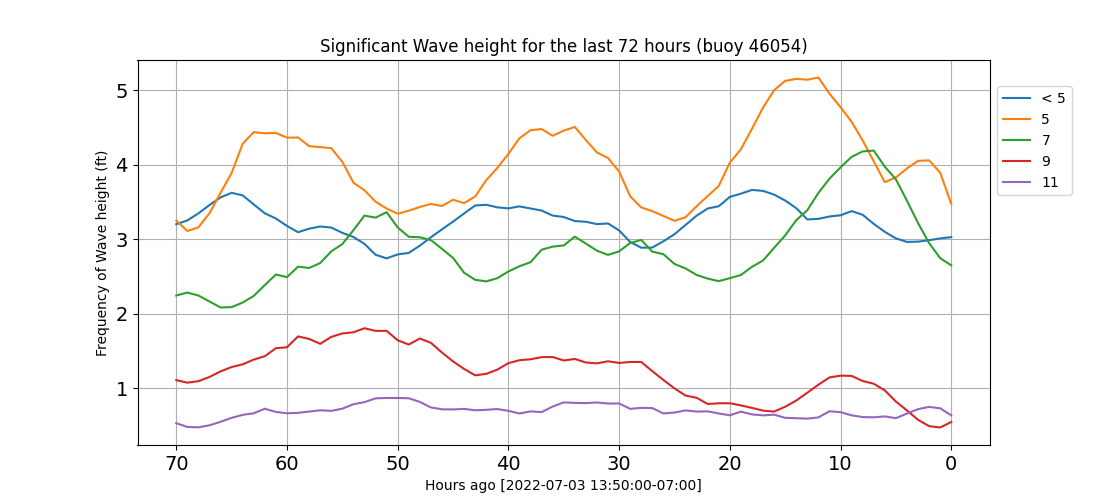 Significant Wave height for the last 72 hours (buoy 46054)
Frequency of Wave height (ft)
5
4
3
2
1
70 60 50 40 30 20 10 0
Hours ago [2022-07-03 13:50:00-07:00]
< 5
5
7
9
11